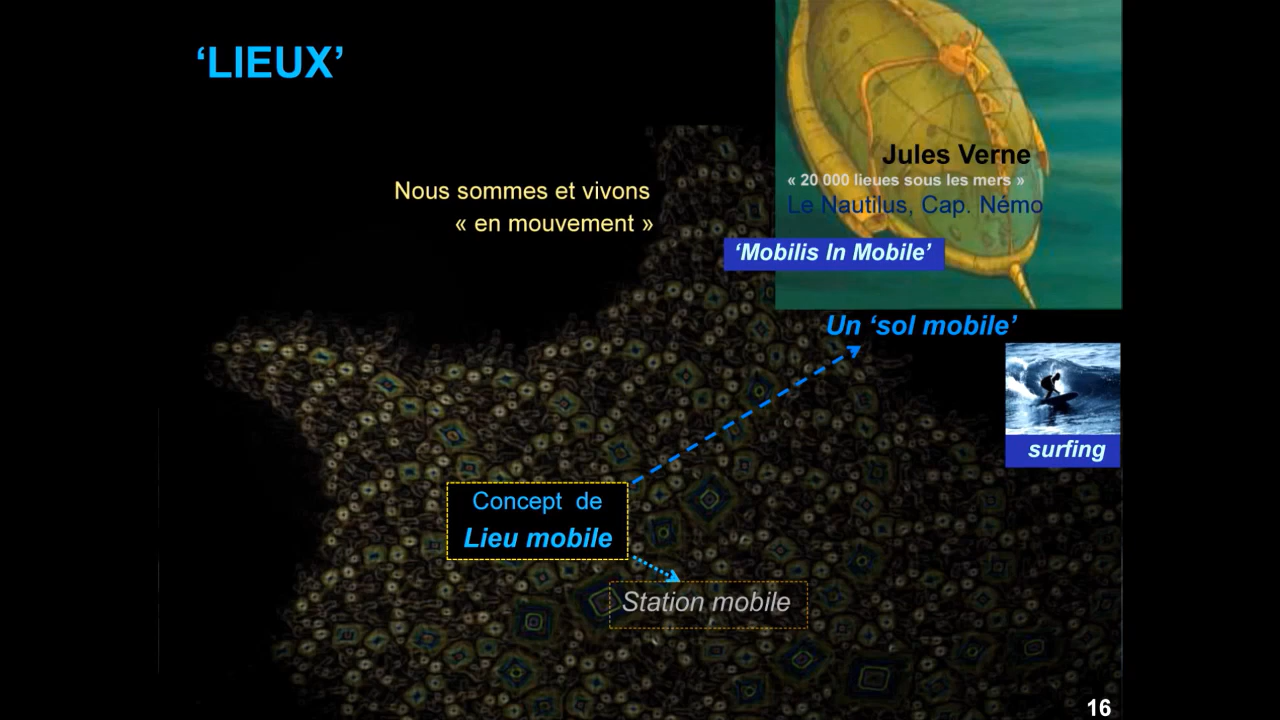 ‘LIEUX’
Nous sommes et vivons
« en mouvement »
Jules Verne
« 20 000 lieues sous les mers »
Le Nautilus, Cap. Némo
‘Mobilis In Mobile’
Un ‘sol mobile’
surfing
Concept de
Lieu mobile
Station mobile
16